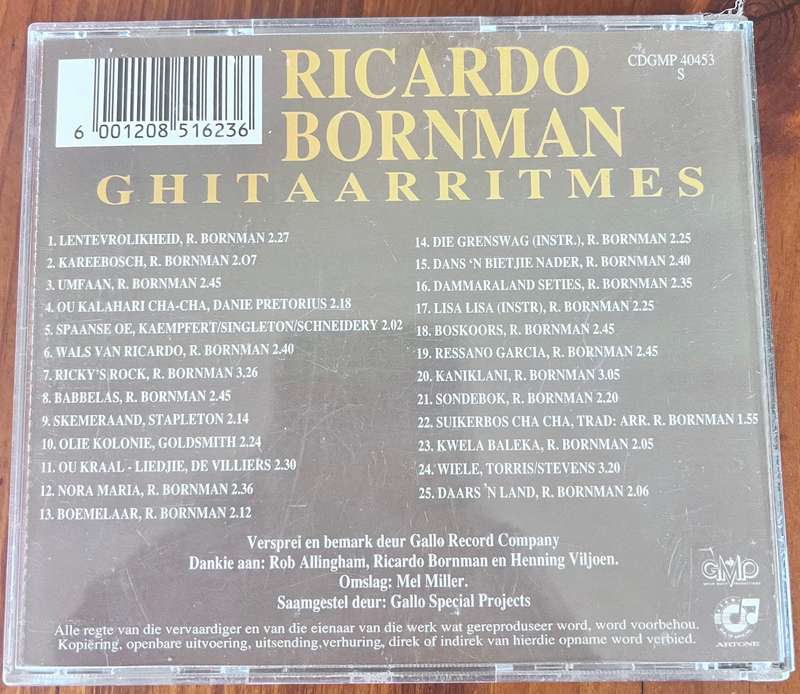 6 001208 516236
RICARDO
BORNMAN
CDGMP 40453
S
GHITAARRITMES
1. LENTEVROLIKHEID, R. BORNMAN 2.27
2. KAREEBOSCH, R. BORNMAN 2.O7
3. UMFAAN, R. BORNMAN 2.45
4. OU KALAHARI CHA-CHA, DANIE PRETORIUS 2.18
5. SPAANSE OE, KAEMPFERT/SINGLETON/SCHNEIDERY 2.02
6. WALS VAN RICARDO, R. BORNMAN 2.40
7. RICKY'S ROCK, R. BORNMAN 3.26
8. BABBELAS, R. BORNMAN 2.45
9. SKEMERAAND, STAPLETON 2.14
10. OLIE KOLONIE, GOLDSMITH 2.24
11. OU KRAAL - LIEDJIE, DE VILLIERS 2.30
12. NORA MARIA, R. BORNMAN 2.36
13. BOEMELAAR, R. BORNMAN 2.12
14. DIE GRENSWAG (INSTR.), R. BORNMAN 2.25
15. DANS 'N BIETJIE NADER, R. BORNMAN 2.40
16. DAMMARALAND SETIES, R. BORNMAN 2.35
17. LISA LISA (INSTR), R. BORNMAN 2.25
18. BOSKOORS, R. BORNMAN 2.45
19. RESSANO GARCIA, R. BORNMAN 2.45
20. KANIKLANI, R. BORNMAN 3.05
21. SONDEBOK, R. BORNMAN 2.20
22. SUIKERBOS CHA CHA, TRAD: ARR. R. BORNMAN 1.55
23. KWELA BALEKA, R. BORNMAN 2.05
24. WIELE, TORRIS/STEVENS 3.20
25. DAARS 'N LAND, R. BORNMAN 2.06
Versprei en bemark deur Gallo Record Company
Dankie aan: Rob Allingham, Ricardo Bornman en Henning Viljoen.
Omslag: Mel Miller.
Saamgestel deur: Gallo Special Projects
GMP
Alle regte van die vervaardiger en van die eienaar van die werk wat gereproduseer word, word voorbehou.
Kopiëring, openbare uitvoering, uitsending,verhuring, direk of indirek van hierdie opname word verbied.
ARTONE